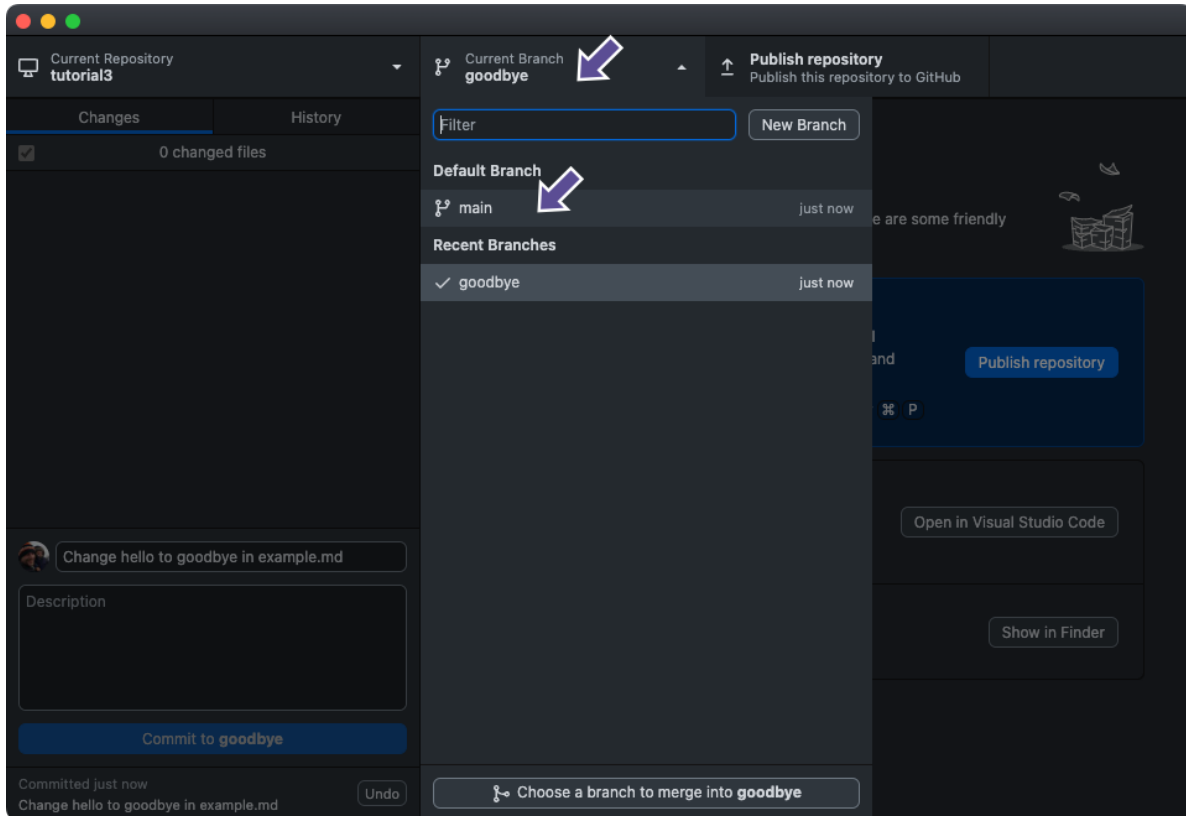 Current Repository
tutorial3
Current Branch
goodbye
Publish repository
Publish this repository to GitHub
Changes
History
0 changed files
Filter
New Branch
Default Branch
main
just now
Recent Branches
goodbye
just now
e are some friendly
and
Publish repository
⌘ P
Open in Visual Studio Code
Show in Finder
Change hello to goodbye in example.md
Description
Commit to goodbye
Committed just now
Change hello to goodbye in example.md
Undo
Choose a branch to merge into goodbye